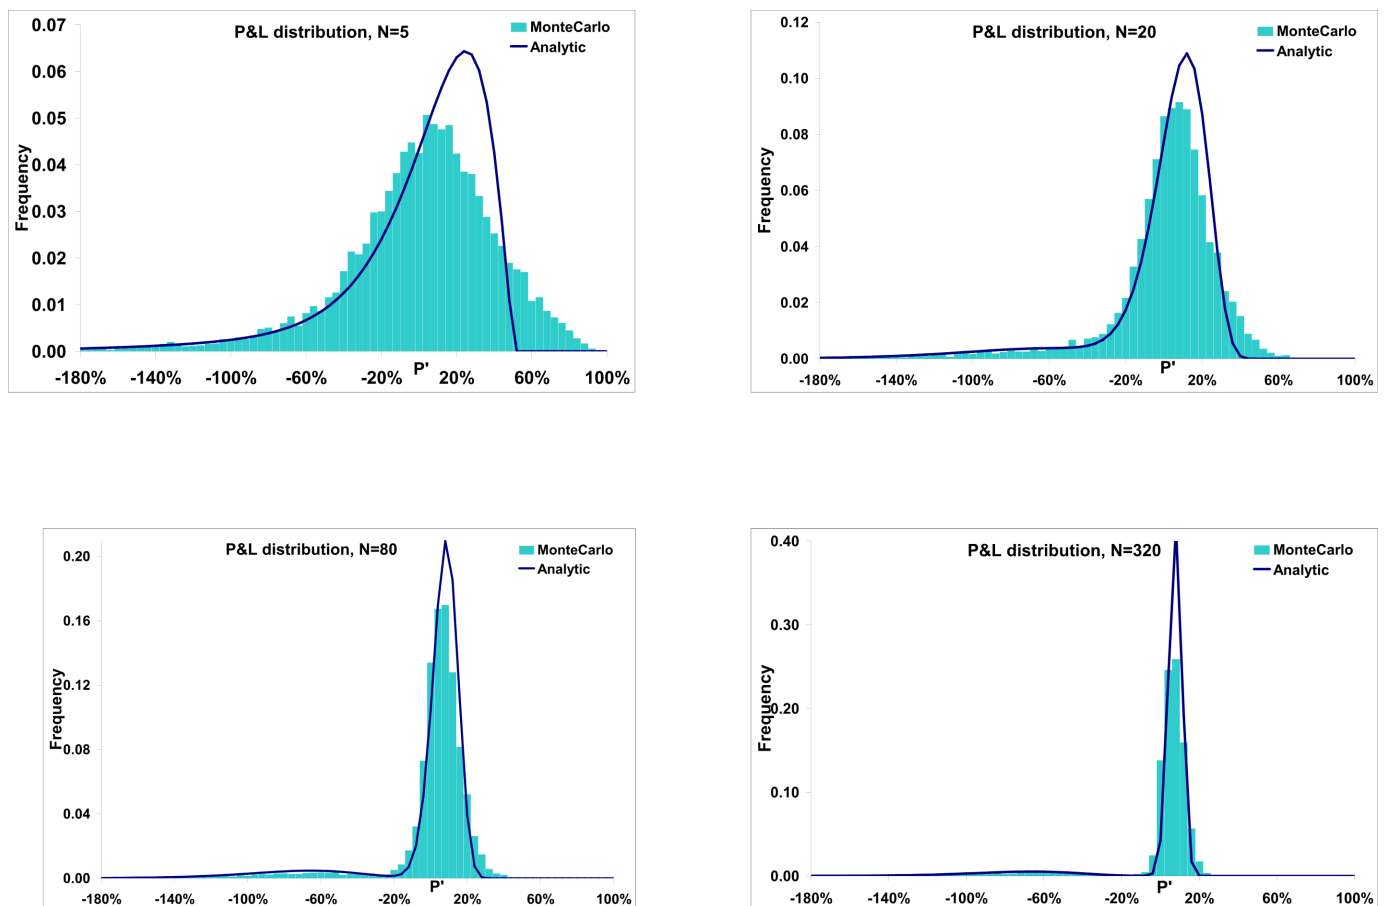 P&L distribution, N=5
MonteCarlo
Analytic
Frequency
0.07
0.06
0.05
0.04
0.03
0.02
0.01
0.00
-180% -140% -100% -60% -20% 20% 60% 100%
P'
P&L distribution, N=20
MonteCarlo
Analytic
Frequency
0.12
0.10
0.08
0.06
0.04
0.02
0.00
-180% -140% -100% -60% -20% 20% 60% 100%
P'
P&L distribution, N=80
MonteCarlo
Analytic
Frequency
0.20
0.16
0.12
0.08
0.04
0.00
-180% -140% -100% -60% -20% 20% 60% 100%
P'
P&L distribution, N=320
MonteCarlo
Analytic
Frequency
0.40
0.30
0.20
0.10
0.00
-180% -140% -100% -60% -20% 20% 60% 100%
P'